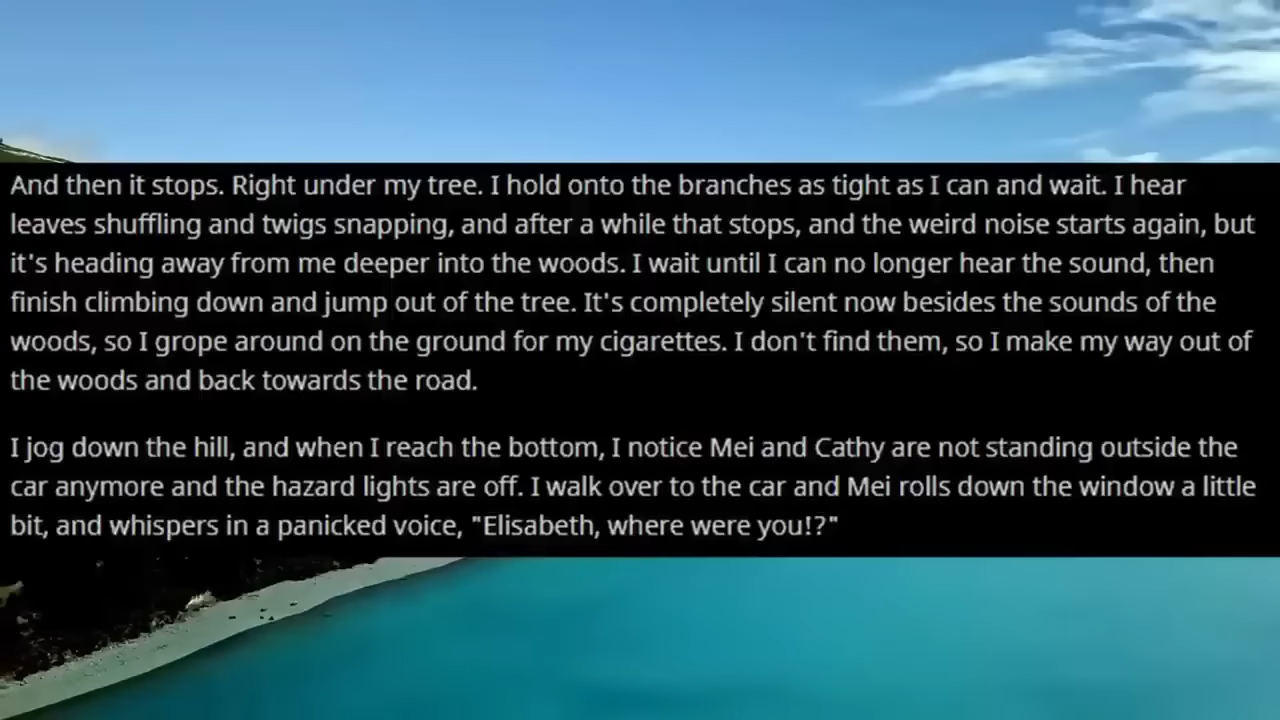 And then it stops. Right under my tree. I hold onto the branches as tight as I can and wait. I hear
leaves shuffling and twigs snapping, and after a while that stops, and the weird noise starts again, but
it's heading away from me deeper into the woods. I wait until I can no longer hear the sound, then
finish climbing down and jump out of the tree. It's completely silent now besides the sounds of the
woods, so I grope around on the ground for my cigarettes. I don't find them, so I make my way out of
the woods and back towards the road.
I jog down the hill, and when I reach the bottom, I notice Mei and Cathy are not standing outside the
car anymore and the hazard lights are off. I walk over to the car and Mei rolls down the window a little
bit, and whispers in a panicked voice, "Elisabeth, where were you!?"